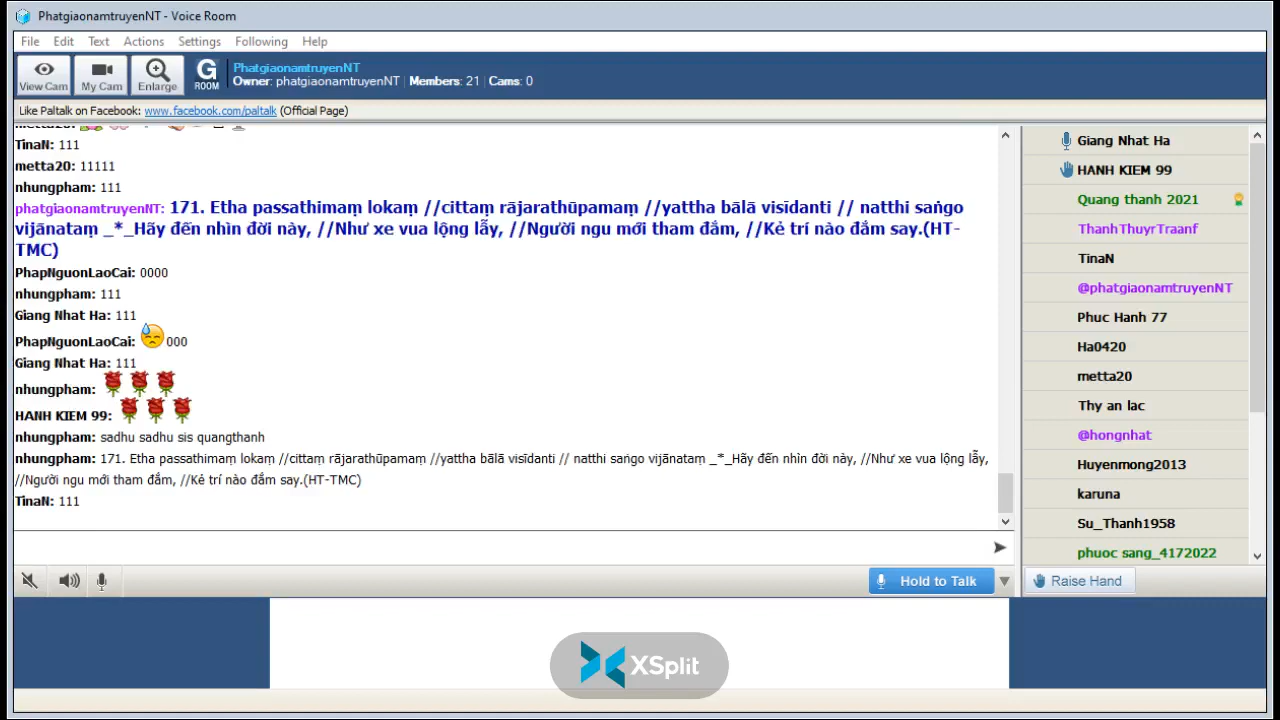 PhatgiaonamtruyenNT - Voice Room
File Edit Text Actions Settings Following Help
View Cam My Cam Enlarge G ROOM
PhatgiaonamtruyenNT
Owner: phatgiaonamtruyenNT | Members: 21 | Cams: 0
Like Paltalk on Facebook: www.facebook.com/paltalk (Official Page)
metta20:
TinaN: 111
metta20: 11111
nhungpham: 111
phatgiaonamtruyenNT: 171. Etha passathimaṃ lokaṃ //cittaṃ rājarathūpamaṃ //yattha bālā visīdanti // natthi saṅgo
vijānataṃ _*_Hãy đến nhìn đời này, //Như xe vua lộng lẫy, //Người ngu mới tham đắm, //Kẻ trí nào đắm say.(HT-
TMC)
PhapNguonLaoCai: 0000
nhungpham: 111
Giang Nhat Ha: 111
PhapNguonLaoCai: 000
Giang Nhat Ha: 111
nhungpham:
HANH KIEM 99:
nhungpham: sadhu sadhu sis quangthanh
nhungpham: 171. Etha passathimaṃ lokaṃ //cittaṃ rājarathūpamaṃ //yattha bālā visīdanti // natthi saṅgo vijānataṃ _*_Hãy đến nhìn đời này, //Như xe vua lộng lẫy,
//Người ngu mới tham đắm, //Kẻ trí nào đắm say.(HT-TMC)
TinaN: 111
Giang Nhat Ha
HANH KIEM 99
Quang thanh 2021
ThanhThuyrTraanf
TinaN
@phatgiaonamtruyenNT
Phuc Hanh 77
Ha0420
metta20
Thy an lac
@hongnhat
Huyenmong2013
karuna
Su_Thanh1958
phuoc sang_4172022
Hold to Talk
Raise Hand
XSplit